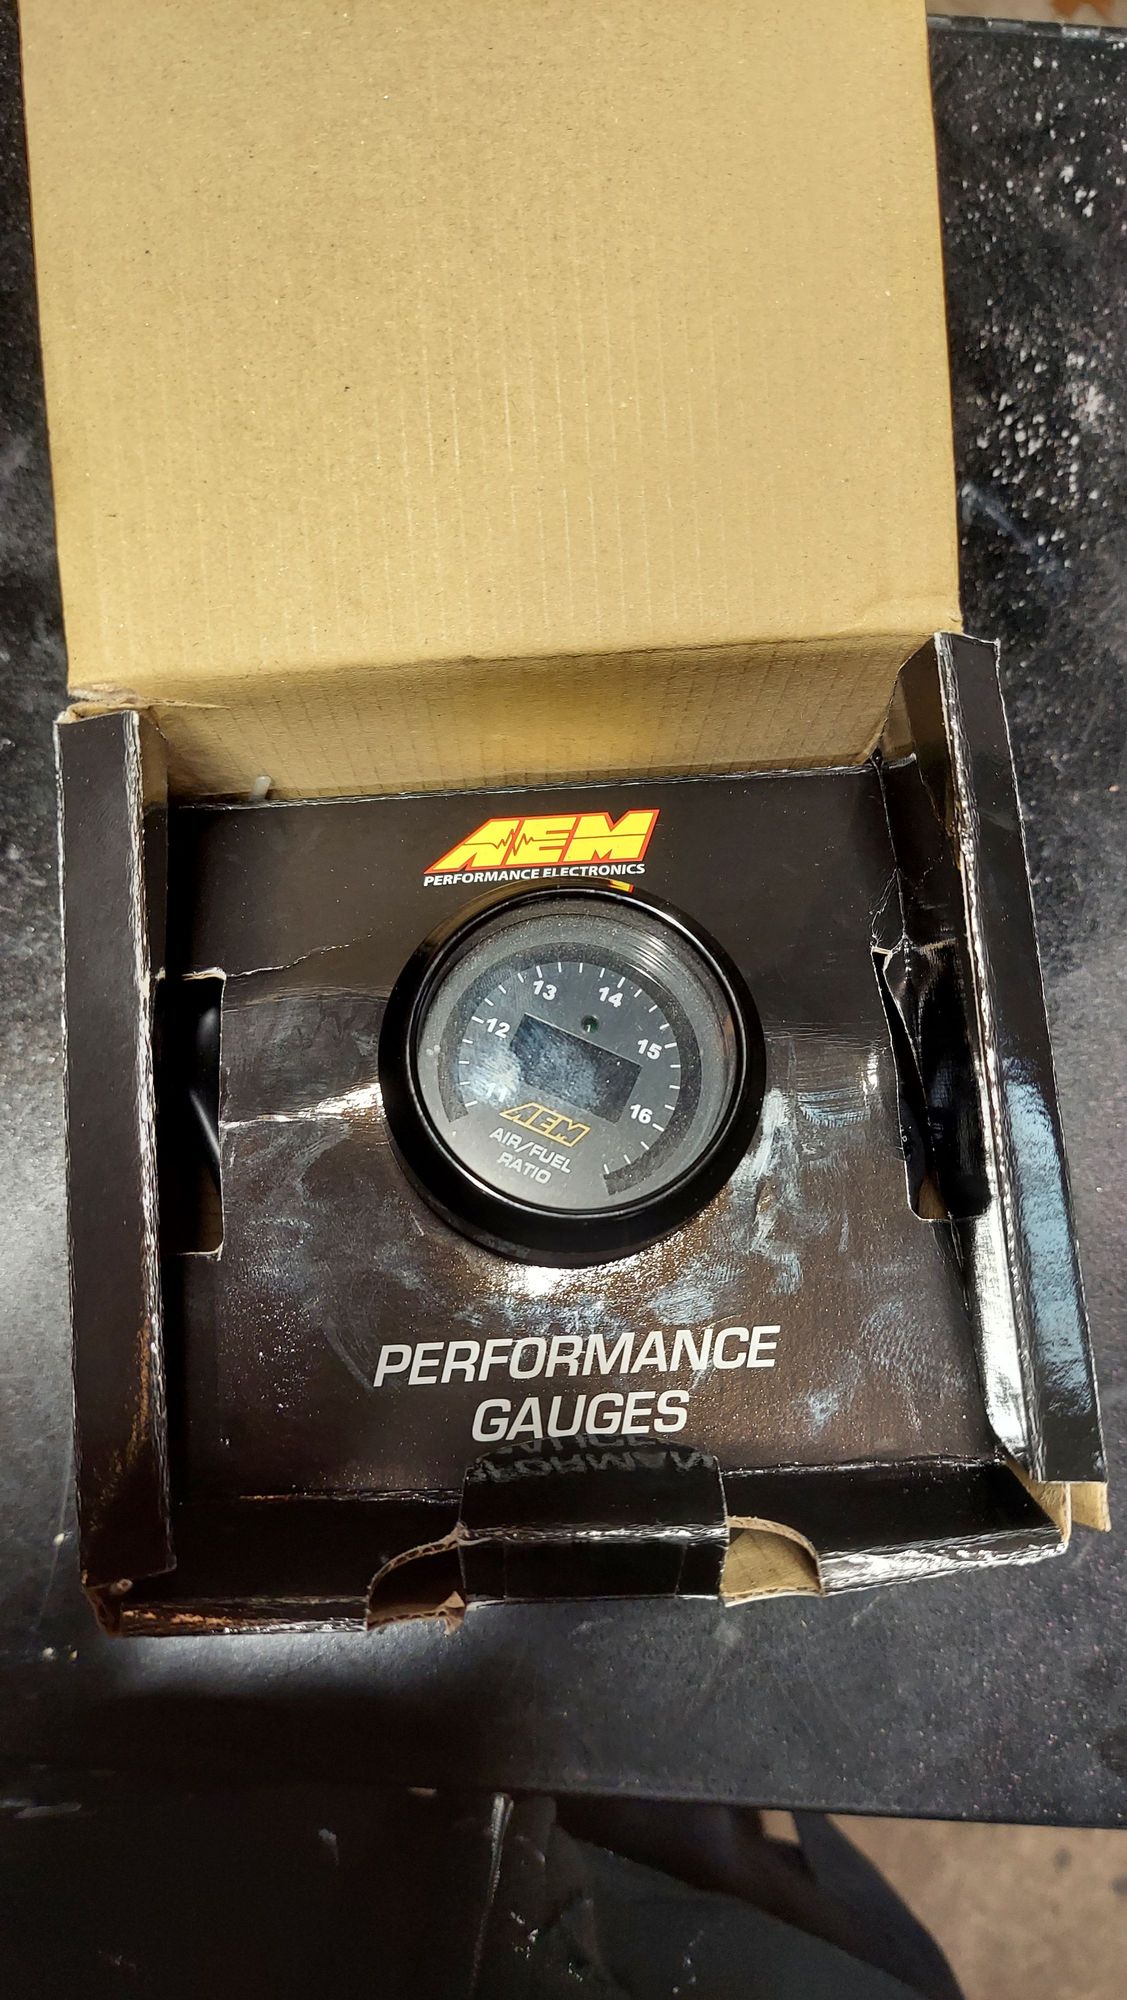 AEM
PERFORMANCE ELECTRONICS
13
14
12
15
11
16
AEM
AIR/FUEL
RATIO
PERFORMANCE
GAUGES